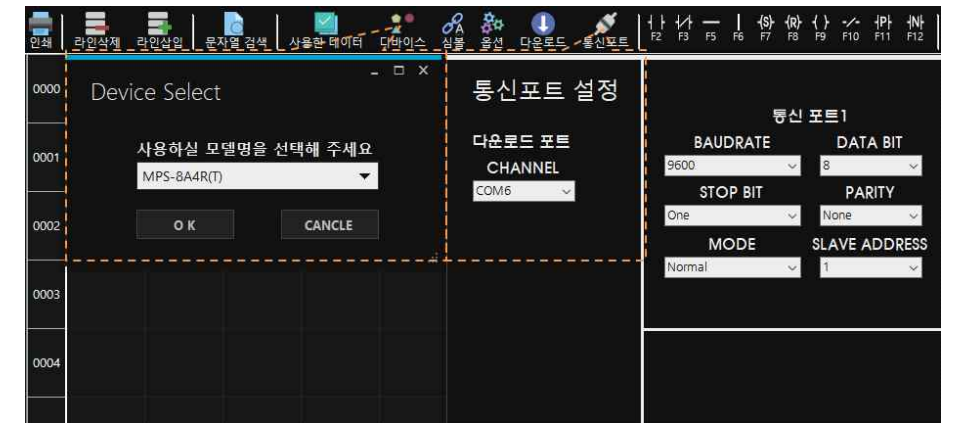 인쇄 라인삭제 라인삽입 문자열 검색 사용한 데이터 디바이스 심볼 옵션 다운로드 통신포트
(S) (R) { } P N
F2 F3 F5 F6 F7 F8 F9 F10 F11 F12
0000
0001
0002
0003
0004
Device Select
사용하실 모델명을 선택해 주세요
MPS-8A4R(T)
O K CANCLE
통신포트 설정
다운로드 포트
CHANNEL
COM6
통신 포트1
BAUDRATE DATA BIT
9600 8
STOP BIT PARITY
One None
MODE SLAVE ADDRESS
Normal 1